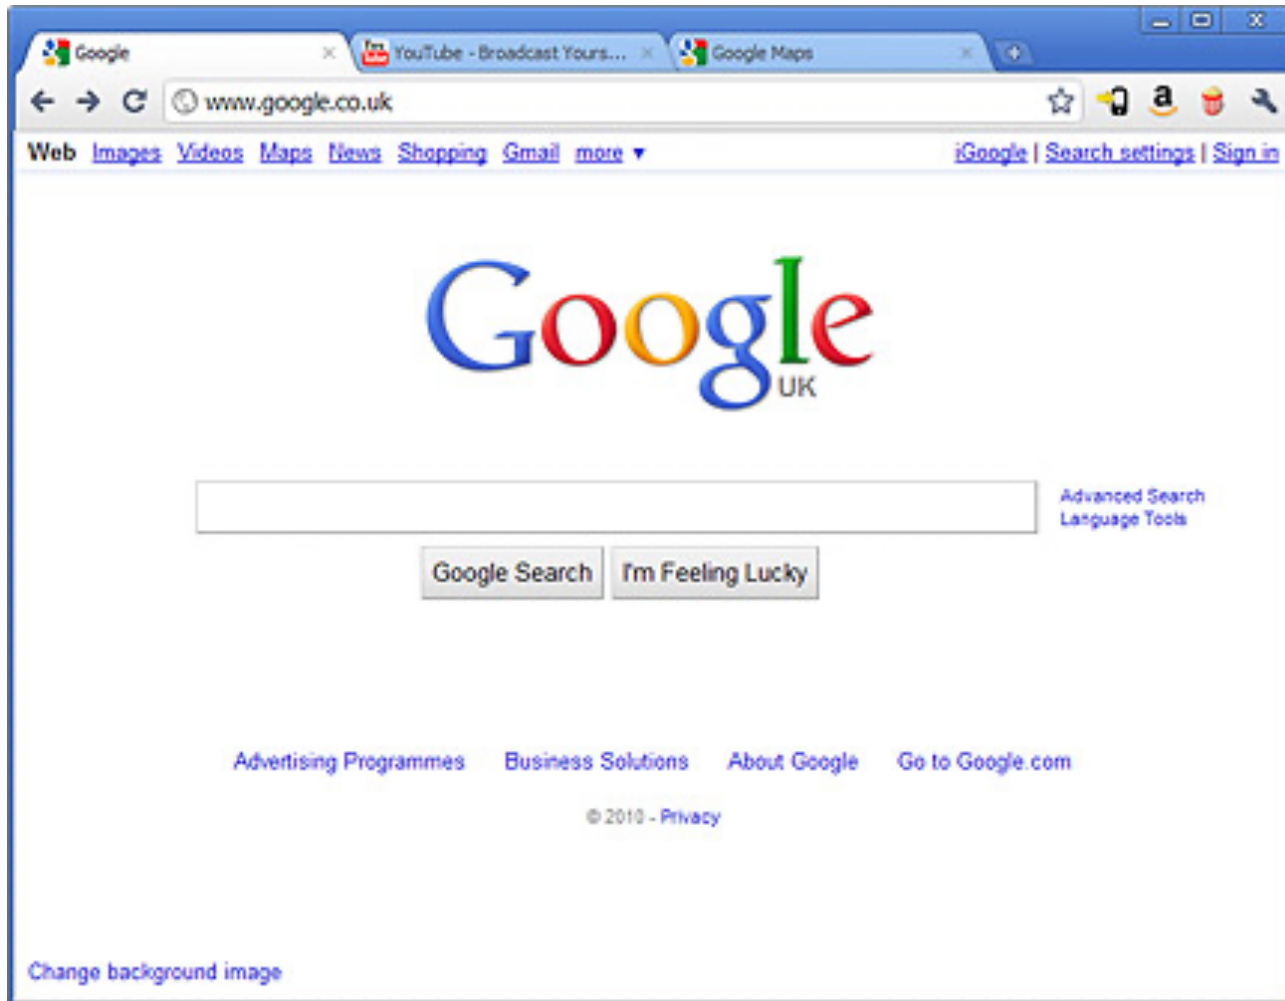 Google YouTube - Broadcast Yours... Google Maps
www.google.co.uk
Web Images Videos Maps News Shopping Gmail more ▼ iGoogle | Search settings | Sign in
Google
UK
Advanced Search
Language Tools
Google Search I'm Feeling Lucky
Advertising Programmes Business Solutions About Google Go to Google.com
© 2010 - Privacy
Change background image